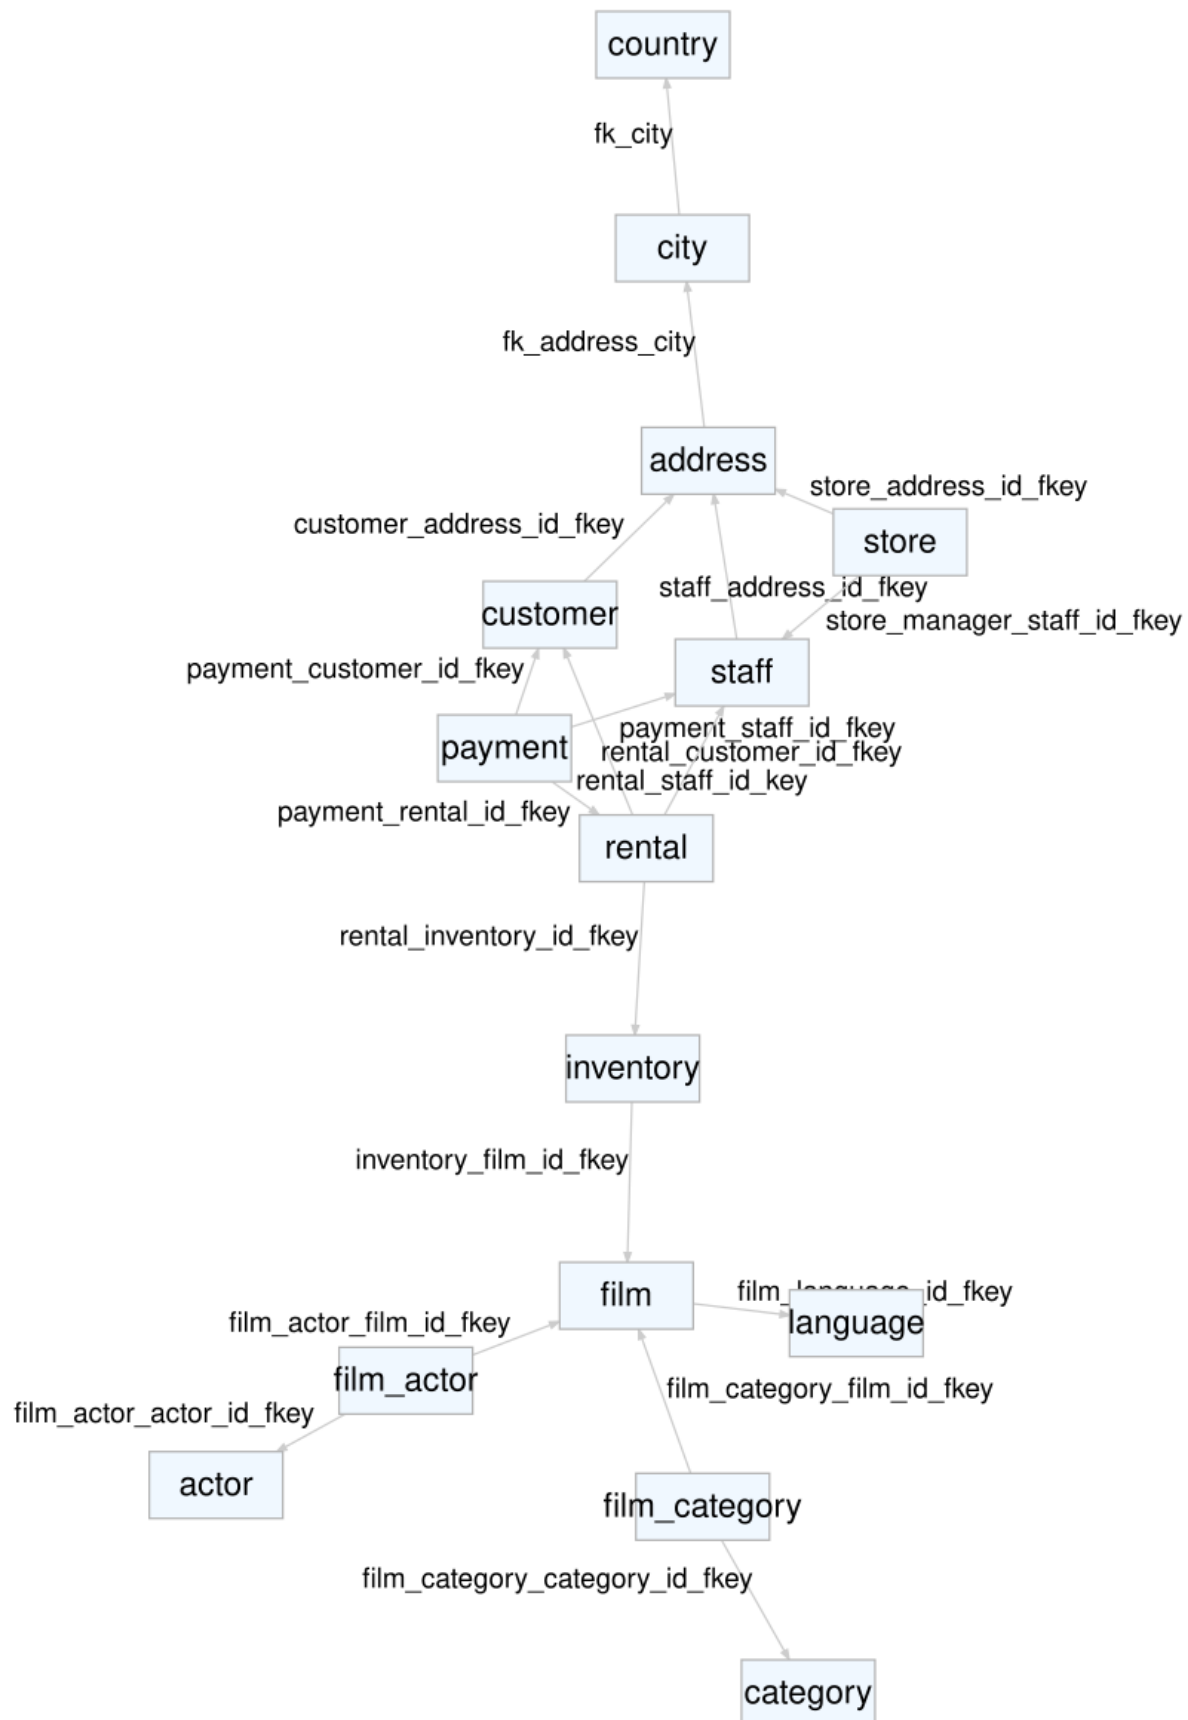 country
fk_city
city
fk_address_city
address
store_address_id_fkey
customer_address_id_fkey
store
staff_address_id_fkey
customer
store_manager_staff_id_fkey
payment_customer_id_fkey
staff
payment_staff_id_fkey
payment
rental_customer_id_fkey
rental_staff_id_key
payment_rental_id_fkey
rental
rental_inventory_id_fkey
inventory
inventory_film_id_fkey
film
film_language_id_fkey
language
film_actor_film_id_fkey
film_actor
film_category_film_id_fkey
film_actor_actor_id_fkey
actor
film_category
film_category_category_id_fkey
category